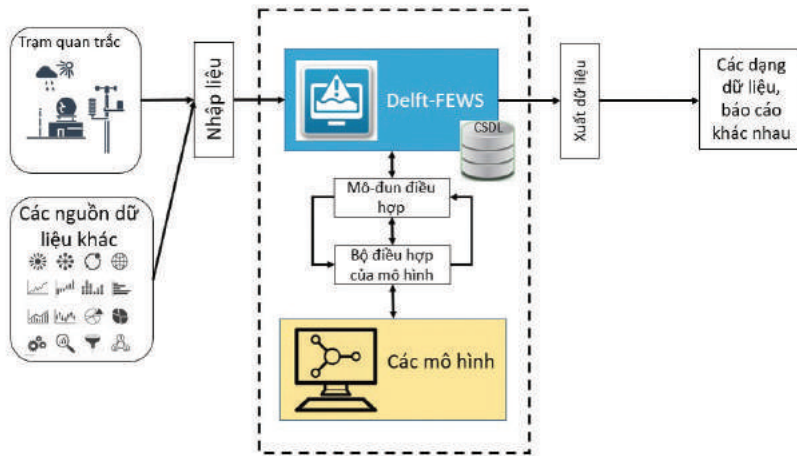 Trạm quan trắc
Các nguồn dữ
liệu khác
Nhập liệu
Delft-FEWS
CSDL
Mô-đun điều
hợp
Bộ điều hợp
của mô hình
Các mô hình
Xuất dữ liệu
Các dạng
dữ liệu,
báo cáo
khác nhau